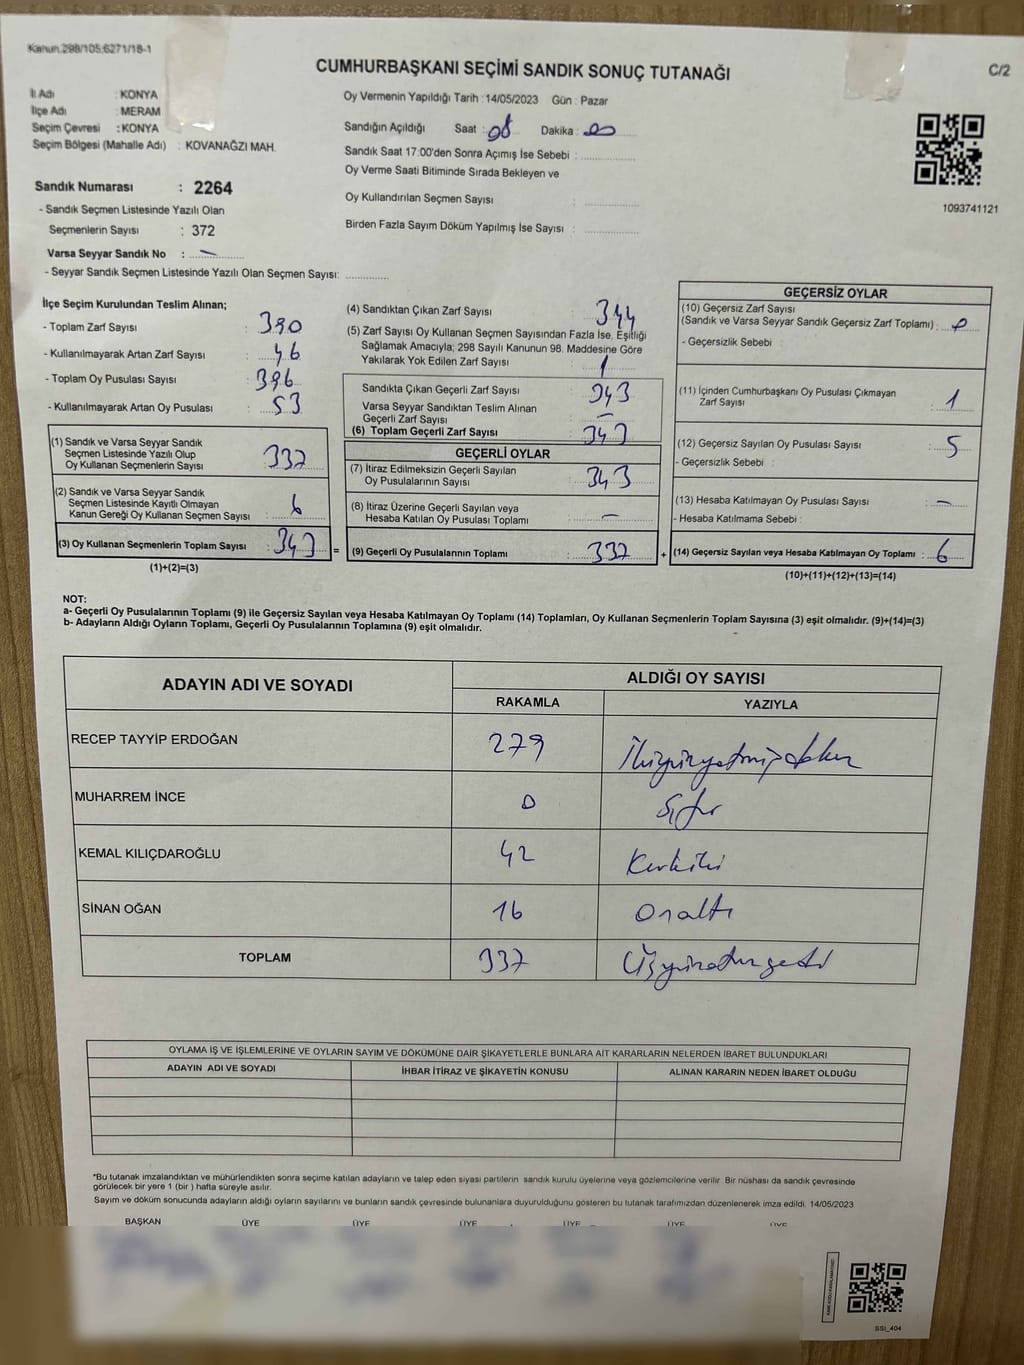 Kanun.298/105:6271/18-1
C/2
CUMHURBAŞKANI SEÇİMİ SANDIK SONUÇ TUTANAĞI
İl Adı : KONYA
İlçe Adı : MERAM
Seçim Çevresi : KONYA
Seçim Bölgesi (Mahalle Adı) : KOVANAĞZI MAH.
Sandık Numarası : 2264
- Sandık Seçmen Listesinde Yazılı Olan
Seçmenlerin Sayısı : 372
Varsa Seyyar Sandık No : —
- Seyyar Sandık Seçmen Listesinde Yazılı Olan Seçmen Sayısı: ............
Oy Vermenin Yapıldığı Tarih : 14/05/2023 Gün : Pazar
Sandığın Açıldığı Saat : 08 Dakika : 00
Sandık Saat 17:00'den Sonra Açımış İse Sebebi : ............
Oy Verme Saati Bitiminde Sırada Bekleyen ve
Oy Kullandırılan Seçmen Sayısı : ............
Birden Fazla Sayım Döküm Yapılmış İse Sayısı : ............
1093741121
İlçe Seçim Kurulundan Teslim Alınan;
- Toplam Zarf Sayısı : 390
- Kullanılmayarak Artan Zarf Sayısı : 46
- Toplam Oy Pusulası Sayısı : 396
- Kullanılmayarak Artan Oy Pusulası : 53
(1) Sandık ve Varsa Seyyar Sandık
Seçmen Listesinde Yazılı Olup
Oy Kullanan Seçmenlerin Sayısı : 337
(2) Sandık ve Varsa Seyyar Sandık
Seçmen Listesinde Kayıtlı Olmayan
Kanun Gereği Oy Kullanan Seçmen Sayısı : 6
(3) Oy Kullanan Seçmenlerin Toplam Sayısı : 343 =
(1)+(2)=(3)
(4) Sandıktan Çıkan Zarf Sayısı : 344
(5) Zarf Sayısı Oy Kullanan Seçmen Sayısından Fazla İse, Eşitliği
Sağlamak Amacıyla; 298 Sayılı Kanunun 98. Maddesine Göre
Yakılarak Yok Edilen Zarf Sayısı : 1
Sandıkta Çıkan Geçerli Zarf Sayısı : 343
Varsa Seyyar Sandıktan Teslim Alınan
Geçerli Zarf Sayısı : —
(6) Toplam Geçerli Zarf Sayısı : 343
GEÇERLİ OYLAR
(7) İtiraz Edilmeksizin Geçerli Sayılan
Oy Pusulalarının Sayısı : 343
(8) İtiraz Üzerine Geçerli Sayılan veya
Hesaba Katılan Oy Pusulası Toplamı : —
(9) Geçerli Oy Pusulalarının Toplamı : 337 +
GEÇERSİZ OYLAR
(10) Geçersiz Zarf Sayısı
(Sandık ve Varsa Seyyar Sandık Geçersiz Zarf Toplamı) : 0
- Geçersizlik Sebebi :
(11) İçinden Cumhurbaşkanı Oy Pusulası Çıkmayan
Zarf Sayısı : 1
(12) Geçersiz Sayılan Oy Pusulası Sayısı : 5
- Geçersizlik Sebebi :
(13) Hesaba Katılmayan Oy Pusulası Sayısı : —
- Hesaba Katılmama Sebebi :
(14) Geçersiz Sayılan veya Hesaba Katılmayan Oy Toplamı : 6
(10)+(11)+(12)+(13)=(14)
NOT:
a- Geçerli Oy Pusulalarının Toplamı (9) ile Geçersiz Sayılan veya Hesaba Katılmayan Oy Toplamı (14) Toplamları, Oy Kullanan Seçmenlerin Toplam Sayısına (3) eşit olmalıdır. (9)+(14)=(3)
b- Adayların Aldığı Oyların Toplamı, Geçerli Oy Pusulalarının Toplamına (9) eşit olmalıdır.
ADAYIN ADI VE SOYADI
ALDIĞI OY SAYISI
RAKAMLA YAZIYLA
RECEP TAYYİP ERDOĞAN 279 İkiyüzyetmişdokuz
MUHARREM İNCE 0 Sıfır
KEMAL KILIÇDAROĞLU 42 Kırkiki
SİNAN OĞAN 16 Onaltı
TOPLAM 337 Üçyüzotuzyedi
OYLAMA İŞ VE İŞLEMLERİNE VE OYLARIN SAYIM VE DÖKÜMÜNE DAİR ŞİKAYETLERLE BUNLARA AİT KARARLARIN NELERDEN İBARET BULUNDUKLARI
ADAYIN ADI VE SOYADI İHBAR İTİRAZ VE ŞİKAYETİN KONUSU ALINAN KARARIN NEDEN İBARET OLDUĞU
*Bu tutanak imzalandıktan ve mühürlendikten sonra seçime katılan adayların ve talep eden siyasi partilerin sandık kurulu üyelerine veya gözlemcilerine verilir. Bir nüshası da sandık çevresinde
görülecek bir yere 1 (bir ) hafta süreyle asılır.
Sayım ve döküm sonucunda adayların aldığı oyların sayılarını ve bunların sandık çevresinde bulunanlara duyurulduğunu gösteren bu tutanak tarafımızdan düzenlenerek imza edildi. 14/05/2023
BAŞKAN ÜYE ÜYE ÜYE ÜYE ÜYE ÜYE
SSI_404